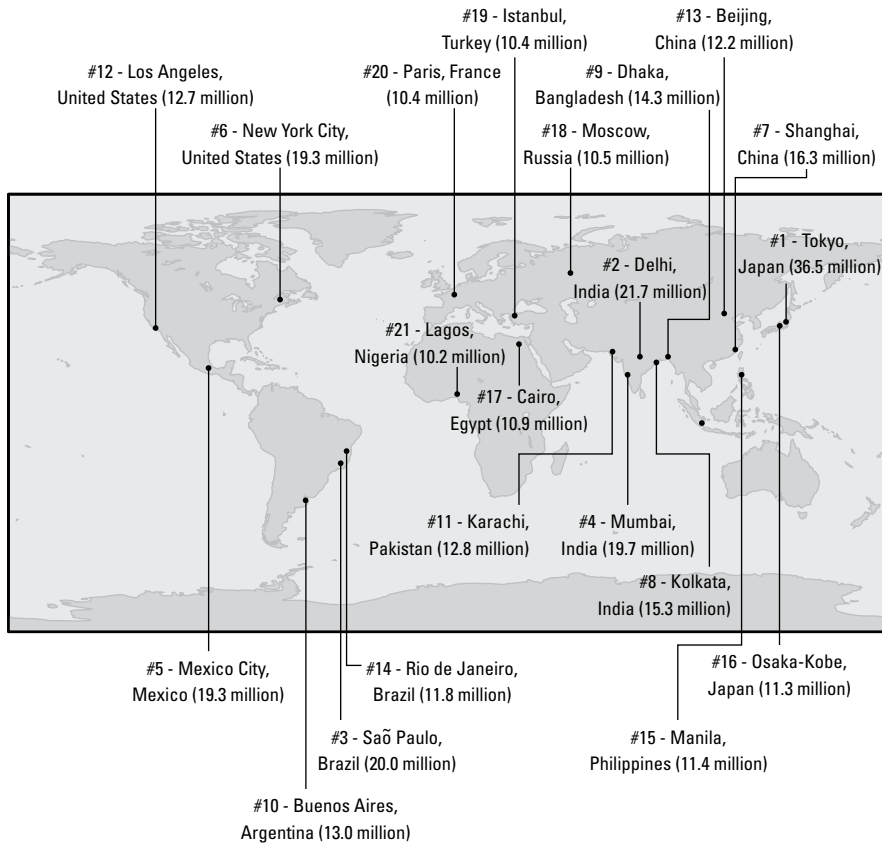 #19 - Istanbul,
Turkey (10.4 million)
#13 - Beijing,
China (12.2 million)
#12 - Los Angeles,
United States (12.7 million)
#20 - Paris, France
(10.4 million)
#9 - Dhaka,
Bangladesh (14.3 million)
#6 - New York City,
United States (19.3 million)
#18 - Moscow,
Russia (10.5 million)
#7 - Shanghai,
China (16.3 million)
#1 - Tokyo,
Japan (36.5 million)
#2 - Delhi,
India (21.7 million)
#21 - Lagos,
Nigeria (10.2 million)
#17 - Cairo,
Egypt (10.9 million)
#11 - Karachi,
Pakistan (12.8 million)
#4 - Mumbai,
India (19.7 million)
#8 - Kolkata,
India (15.3 million)
#5 - Mexico City,
Mexico (19.3 million)
#14 - Rio de Janeiro,
Brazil (11.8 million)
#16 - Osaka-Kobe,
Japan (11.3 million)
#3 - Saõ Paulo,
Brazil (20.0 million)
#15 - Manila,
Philippines (11.4 million)
#10 - Buenos Aires,
Argentina (13.0 million)